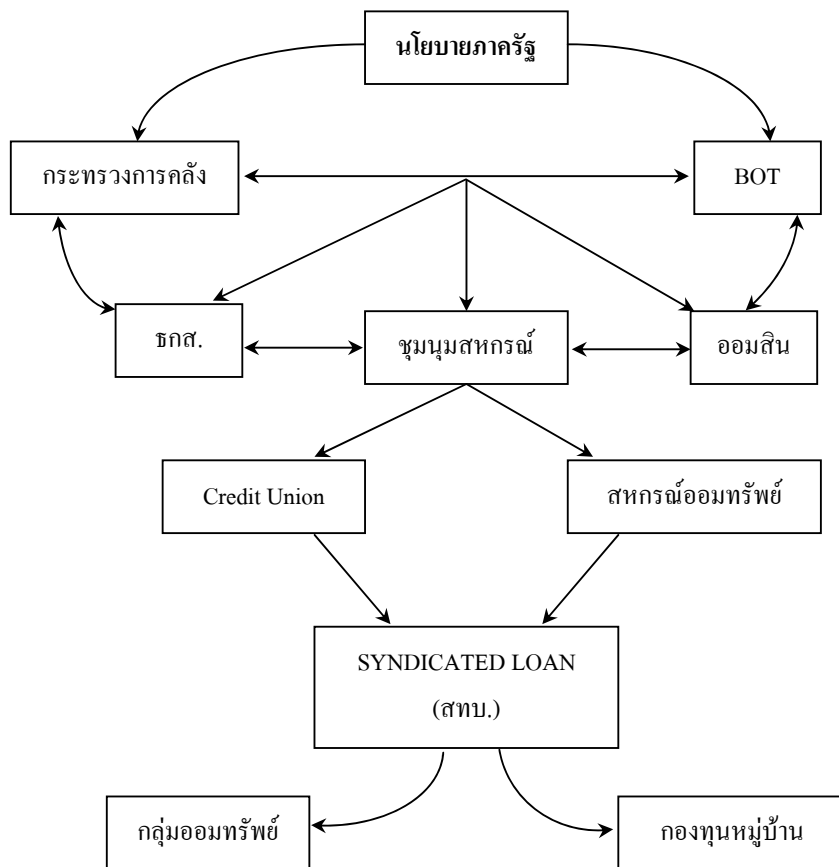 นโยบายภาครัฐ
กระทรวงการคลัง
BOT
ธกส.
ชุมนุมสหกรณ์
ออมสิน
Credit Union
สหกรณ์ออมทรัพย์
SYNDICATED LOAN
(สทบ.)
กลุ่มออมทรัพย์
กองทุนหมู่บ้าน